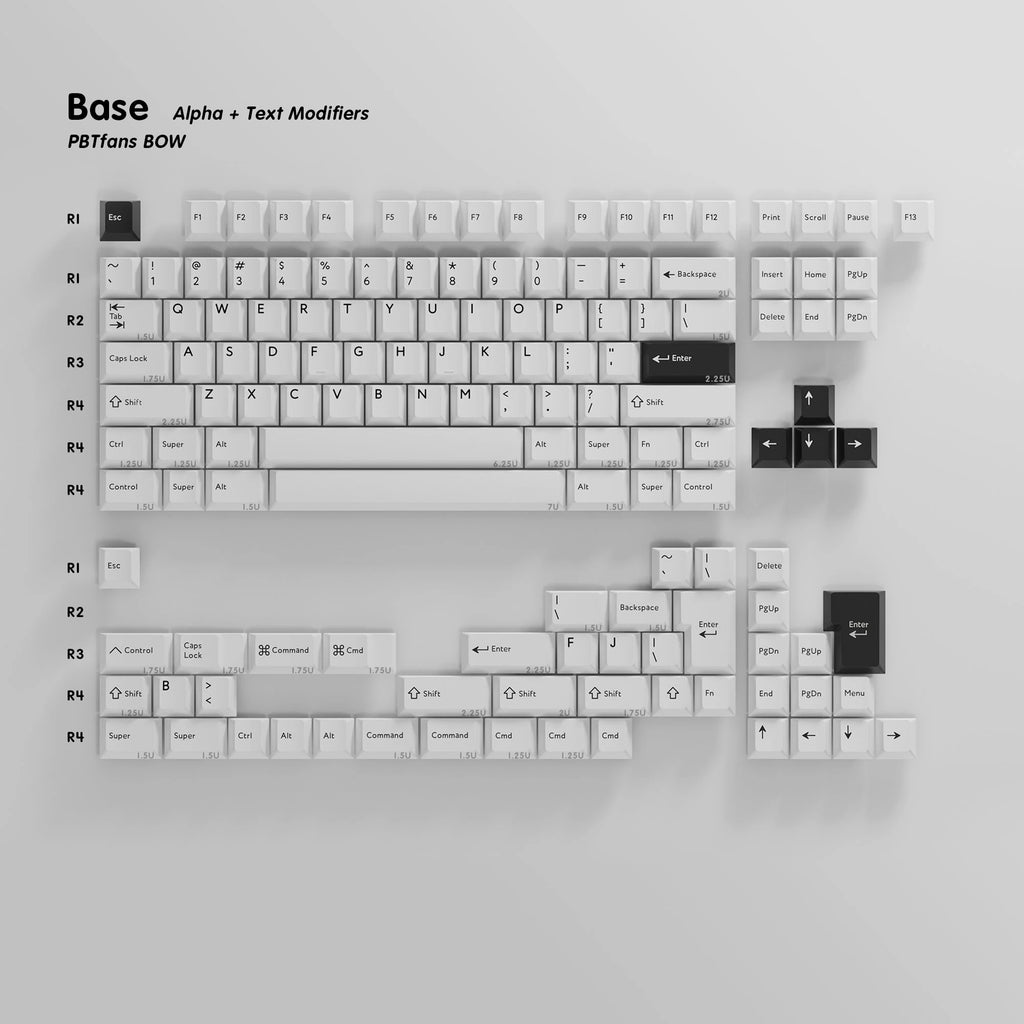 Base Alpha + Text Modifiers
PBTfans BOW
R1 Esc F1 F2 F3 F4 F5 F6 F7 F8 F9 F10 F11 F12 Print Scroll Pause F13
~ ! @ # $ % ^ & * ( ) — +
R1 ` 1 2 3 4 5 6 7 8 9 0 - = ← Backspace 2U Insert Home PgUp
R2 Tab 1.5U Q W E R T Y U I O P { [ } ] | \ 1.5U Delete End PgDn
R3 Caps Lock 1.75U A S D F G H J K L : ; " ' Enter 2.25U
R4 ⇧ Shift 2.25U Z X C V B N M < , > . ? / ⇧ Shift 2.75U ↑
R4 Ctrl 1.25U Super 1.25U Alt 1.25U 6.25U Alt 1.25U Super 1.25U Fn 1.25U Ctrl 1.25U ← ↓ →
R4 Control 1.5U Super Alt 1.5U 7U Alt 1.5U Super Control 1.5U
R1 Esc ~ ` | \ Delete
R2 | \ 1.5U Backspace 1.5U Enter PgUp Enter
R3 Control 1.75U Caps Lock 1.75U ⌘ Command 1.75U ⌘ Cmd 1.75U Enter 2.25U F J | \ PgDn PgUp
R4 ⇧ Shift 1.25U B > < ⇧ Shift 2.25U ⇧ Shift 2U ⇧ Shift 1.75U ⇧ Fn End PgDn Menu
R4 Super 1.5U Super 1.5U Ctrl Alt Alt Command 1.5U Command 1.5U Cmd 1.25U Cmd 1.25U Cmd ↑ ← ↓ →